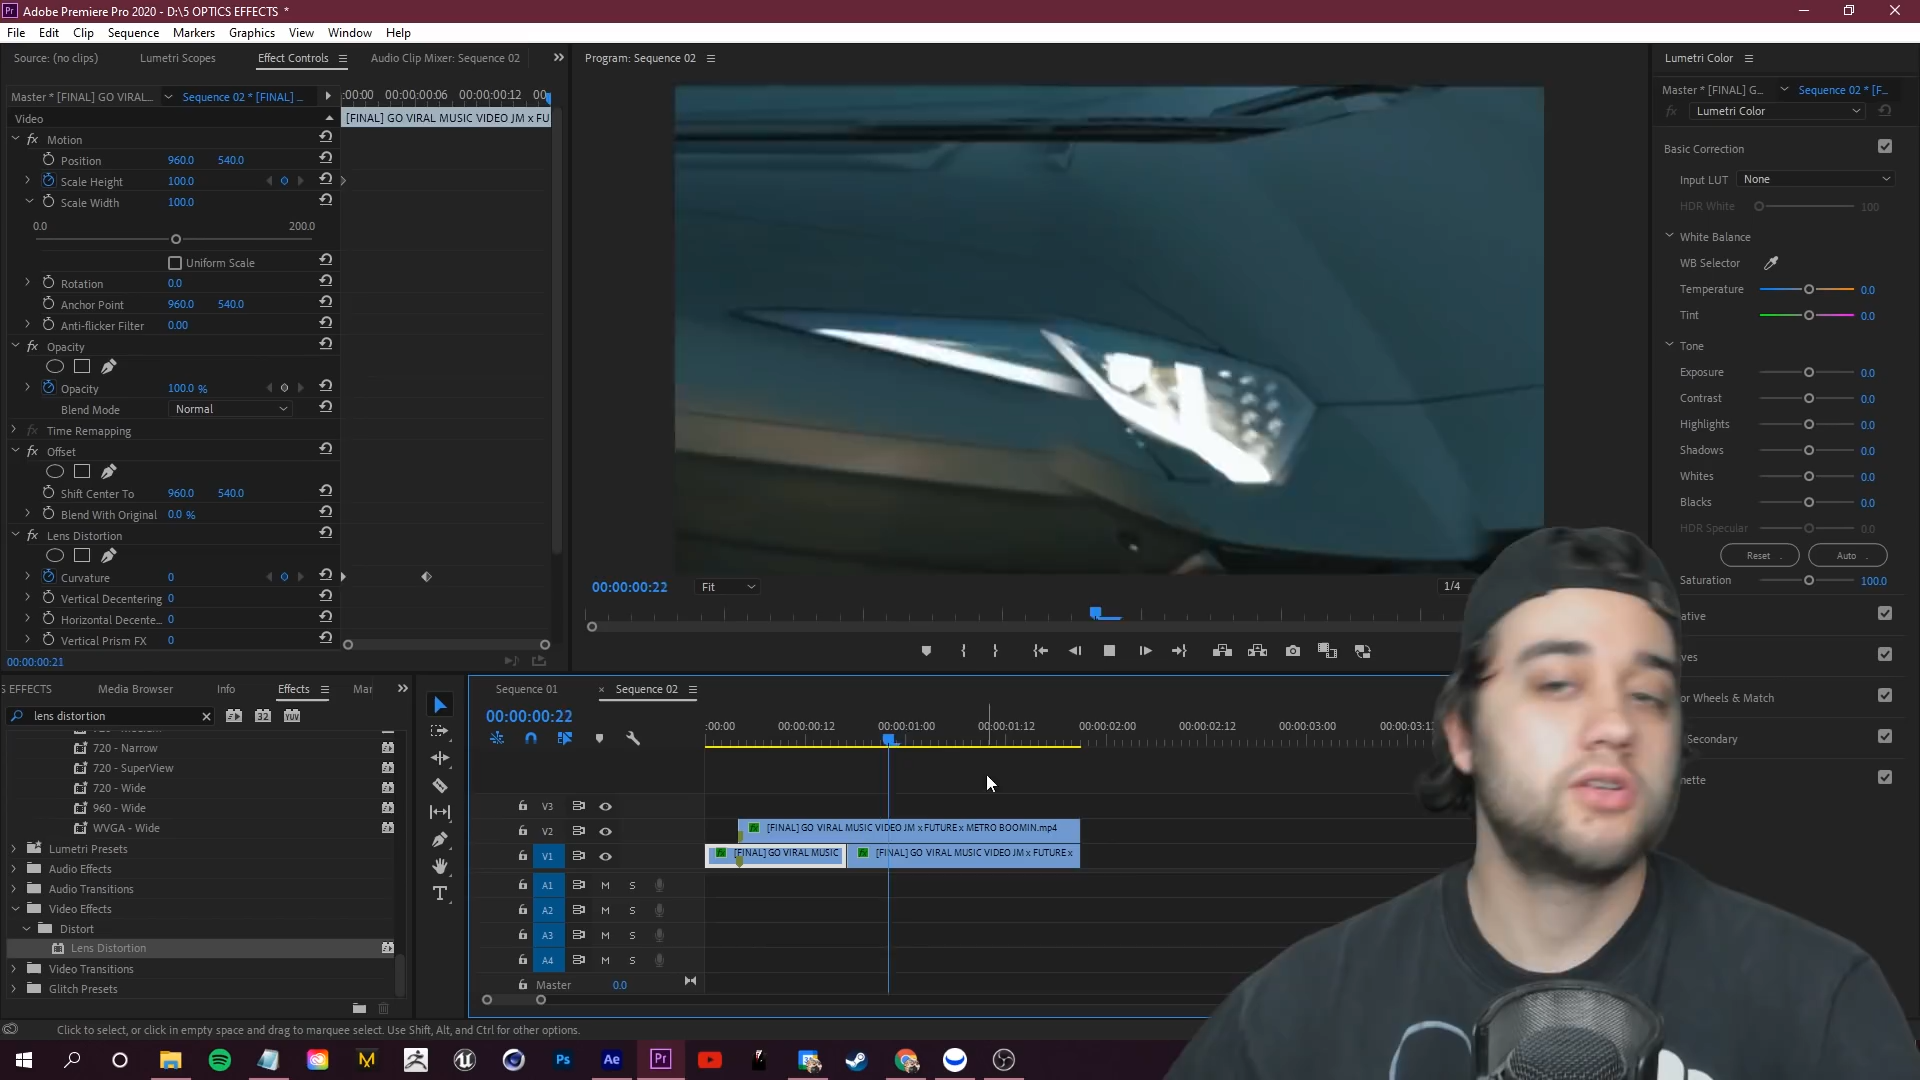 Adobe Premiere Pro 2020 - D:\5 OPTICS EFFECTS *
File Edit Clip Sequence Markers Graphics View Window Help
Source: (no clips) Lumetri Scopes Effect Controls Audio Clip Mixer: Sequence 02
Master * [FINAL] GO VIRAL... Sequence 02 * [FINAL] ...
:00:00 00:00:00:06 00:00:00:12 00:
Video
[FINAL] GO VIRAL MUSIC VIDEO JM x FU
Motion
Position 960.0 540.0
Scale Height 100.0
Scale Width 100.0
0.0 200.0
Uniform Scale
Rotation 0.0
Anchor Point 960.0 540.0
Anti-flicker Filter 0.00
Opacity
Opacity 100.0 %
Blend Mode Normal
Time Remapping
Offset
Shift Center To 960.0 540.0
Blend With Original 0.0 %
Lens Distortion
Curvature 0
Vertical Decentering 0
Horizontal Decente... 0
Vertical Prism FX 0
00:00:00:21
Program: Sequence 02
00:00:00:22 Fit 1/4
Lumetri Color
Master * [FINAL] G... Sequence 02 * [F...
fx Lumetri Color
Basic Correction
Input LUT None
HDR White 100
White Balance
WB Selector
Temperature 0.0
Tint 0.0
Tone
Exposure 0.0
Contrast 0.0
Highlights 0.0
Shadows 0.0
Whites 0.0
Blacks 0.0
HDR Specular 0.0
Reset Auto
Saturation 100.0
ative
ves
or Wheels & Match
Secondary
nette
S EFFECTS Media Browser Info Effects Mar
lens distortion
720 - Narrow
720 - SuperView
720 - Wide
960 - Wide
WVGA - Wide
Lumetri Presets
Audio Effects
Audio Transitions
Video Effects
Distort
Lens Distortion
Video Transitions
Glitch Presets
Sequence 01 × Sequence 02
00:00:00:22
:00:00 00:00:00:12 00:00:01:00 00:00:01:12 00:00:02:00 00:00:02:12 00:00:03:00 00:00:03:12
V3
V2 [FINAL] GO VIRAL MUSIC VIDEO JM x FUTURE x METRO BOOMIN.mp4
V1 [FINAL] GO VIRAL MUSIC [FINAL] GO VIRAL MUSIC VIDEO JM x FUTURE x
A1 M S
A2 M S
A3 M S
A4 M S
Master 0.0
Click to select, or click in empty space and drag to marquee select. Use Shift, Alt, and Ctrl for other options.
Ps Ae Pr